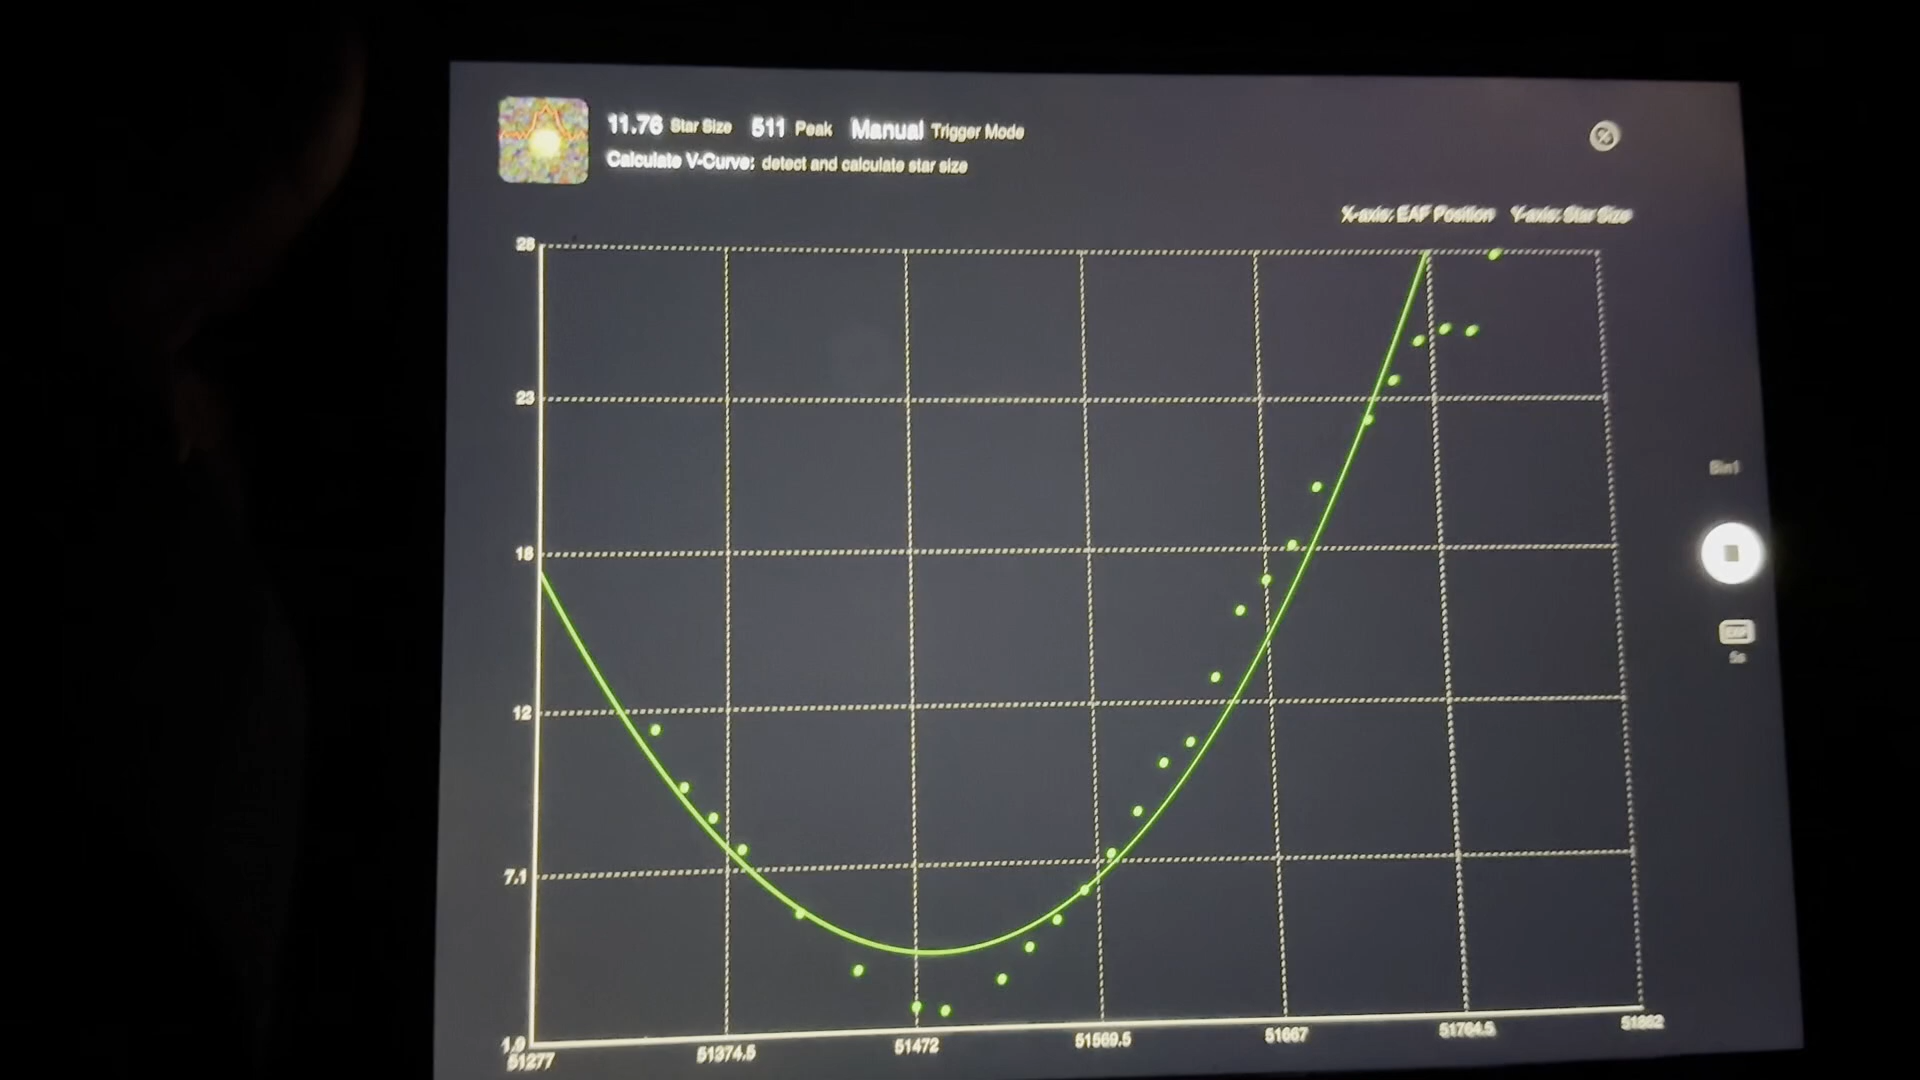 11.76 Star Size 511 Peak Manual Trigger Mode
Calculate V-Curve: detect and calculate star size
X-axis: EAF Position Y-axis: Star Size
28
23
18
12
7.1
1.9
51277 51374.5 51472 51569.5 51667 51764.5 51862
Bin1
5s